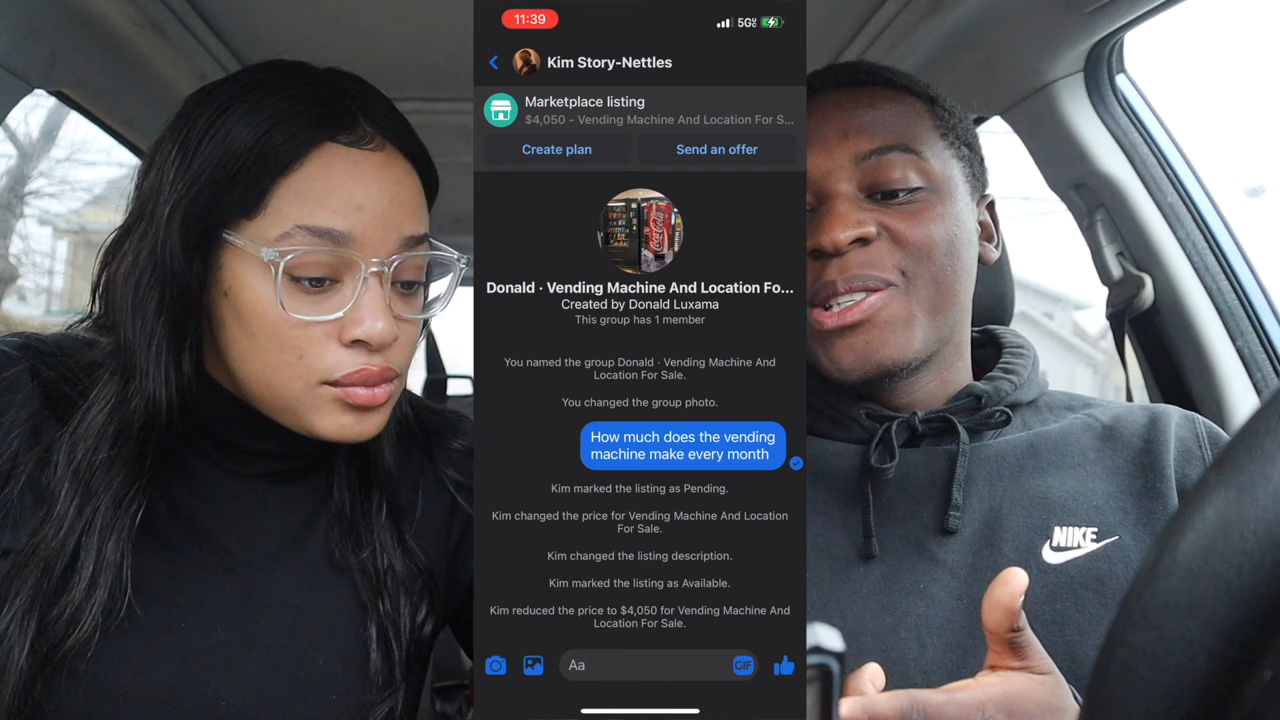 11:39
5G
Kim Story-Nettles
Marketplace listing
$4,050 - Vending Machine And Location For S...
Create plan
Send an offer
Coca-Cola
Donald · Vending Machine And Location Fo...
Created by Donald Luxama
This group has 1 member
You named the group Donald · Vending Machine And
Location For Sale.
You changed the group photo.
How much does the vending
machine make every month
Kim marked the listing as Pending.
Kim changed the price for Vending Machine And Location
For Sale.
Kim changed the listing description.
Kim marked the listing as Available.
Kim reduced the price to $4,050 for Vending Machine And
Location For Sale.
Aa
GIF
NIKE